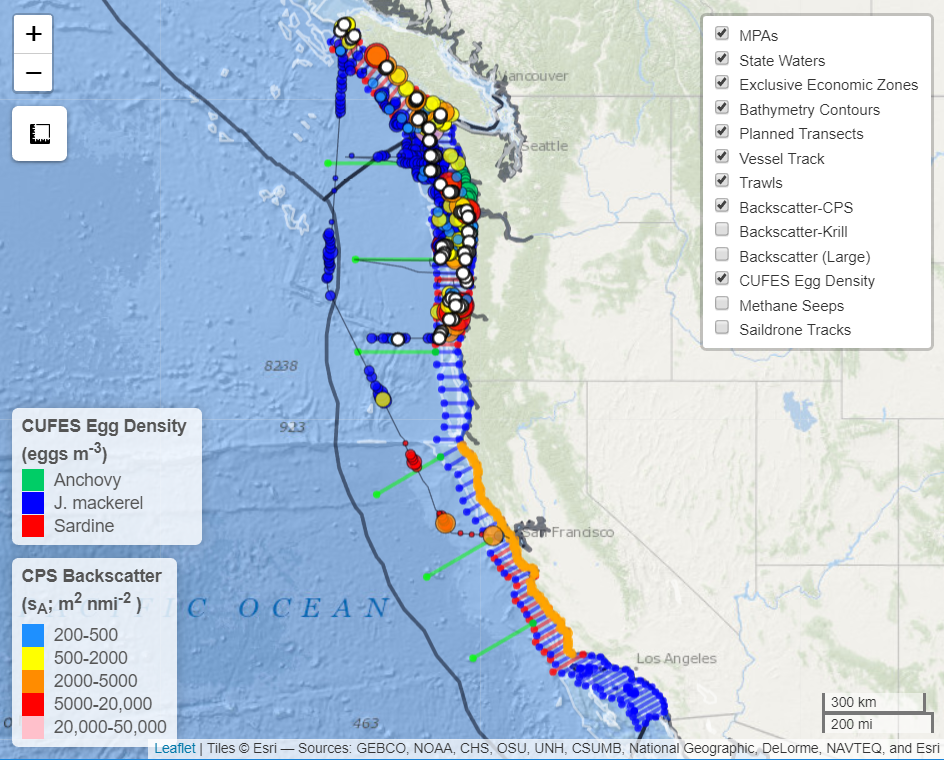 +
−
MPAs
State Waters
Exclusive Economic Zones
Bathymetry Contours
Planned Transects
Vessel Track
Trawls
Backscatter-CPS
Backscatter-Krill
Backscatter (Large)
CUFES Egg Density
Methane Seeps
Saildrone Tracks
Vancouver
Seattle
8238
923
San Francisco
Los Angeles
463
OCEAN
CUFES Egg Density
(eggs m-3)
Anchovy
J. mackerel
Sardine
CPS Backscatter
(sA; m2 nmi-2 )
200-500
500-2000
2000-5000
5000-20,000
20,000-50,000
300 km
200 mi
Leaflet | Tiles © Esri — Sources: GEBCO, NOAA, CHS, OSU, UNH, CSUMB, National Geographic, DeLorme, NAVTEQ, and Esri